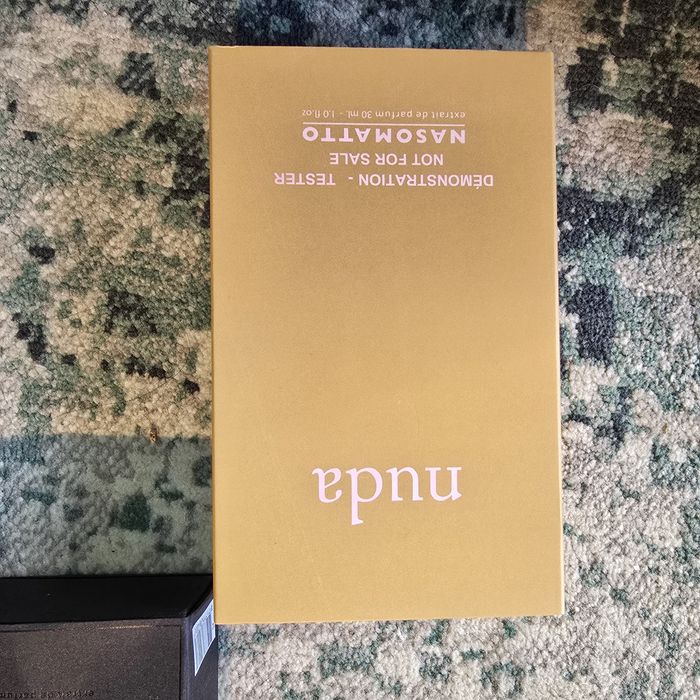 nuda
DÉMONSTRATION - TESTER
NOT FOR SALE
NASOMATTO
extrait de parfum 30 ml. - 1.0 fl.oz